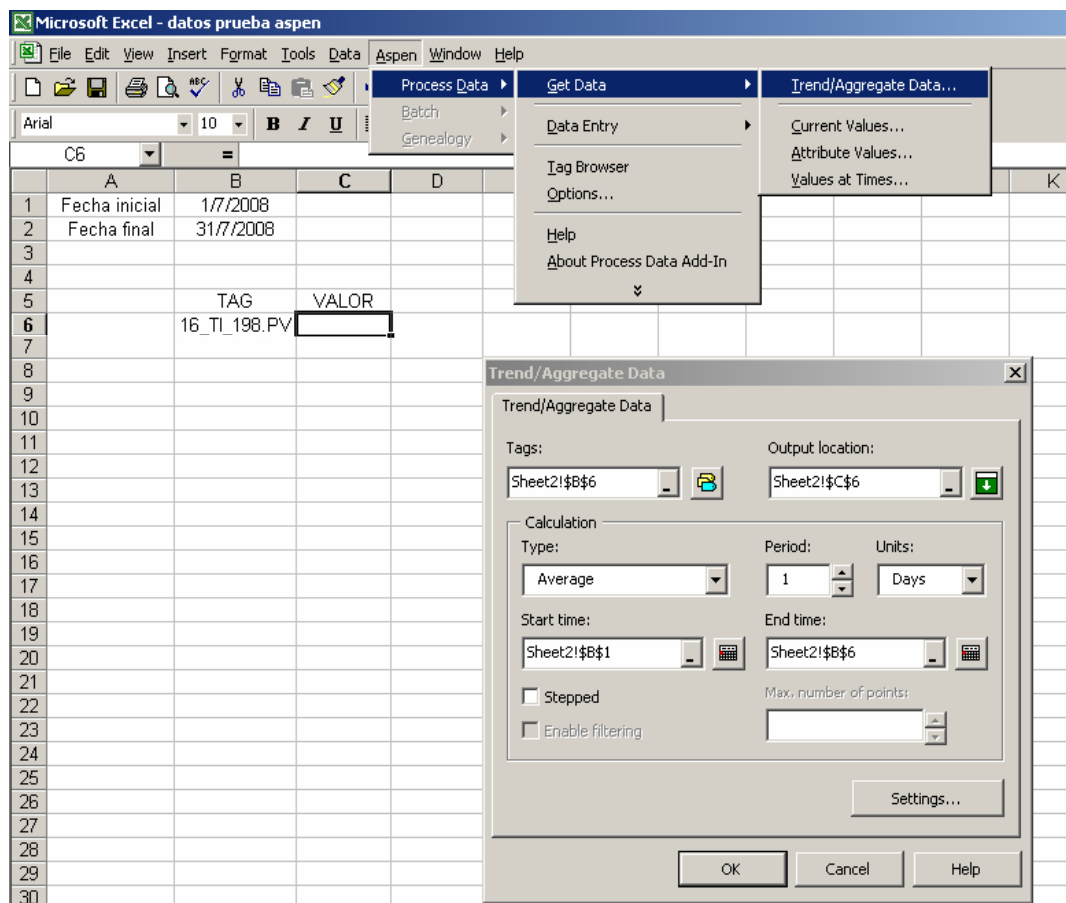 Microsoft Excel - datos prueba aspen
File Edit View Insert Format Tools Data Aspen Window Help
Process Data
Batch
Genealogy
Get Data
Data Entry
Tag Browser
Options...
Help
About Process Data Add-In
Trend/Aggregate Data...
Current Values...
Attribute Values...
Values at Times...
ABC
Arial 10 B I U
C6 =
A B C D K
1 Fecha inicial 1/7/2008
2 Fecha final 31/7/2008
3
4
5 TAG VALOR
6 16_TI_198.PV
7
8
9
10
11
12
13
14
15
16
17
18
19
20
21
22
23
24
25
26
27
28
29
30
Trend/Aggregate Data
Trend/Aggregate Data
Tags: Output location:
Sheet2!$B$6 Sheet2!$C$6
Calculation
Type: Period: Units:
Average 1 Days
Start time: End time:
Sheet2!$B$1 Sheet2!$B$6
Stepped Max. number of points:
Enable filtering
Settings...
OK Cancel Help